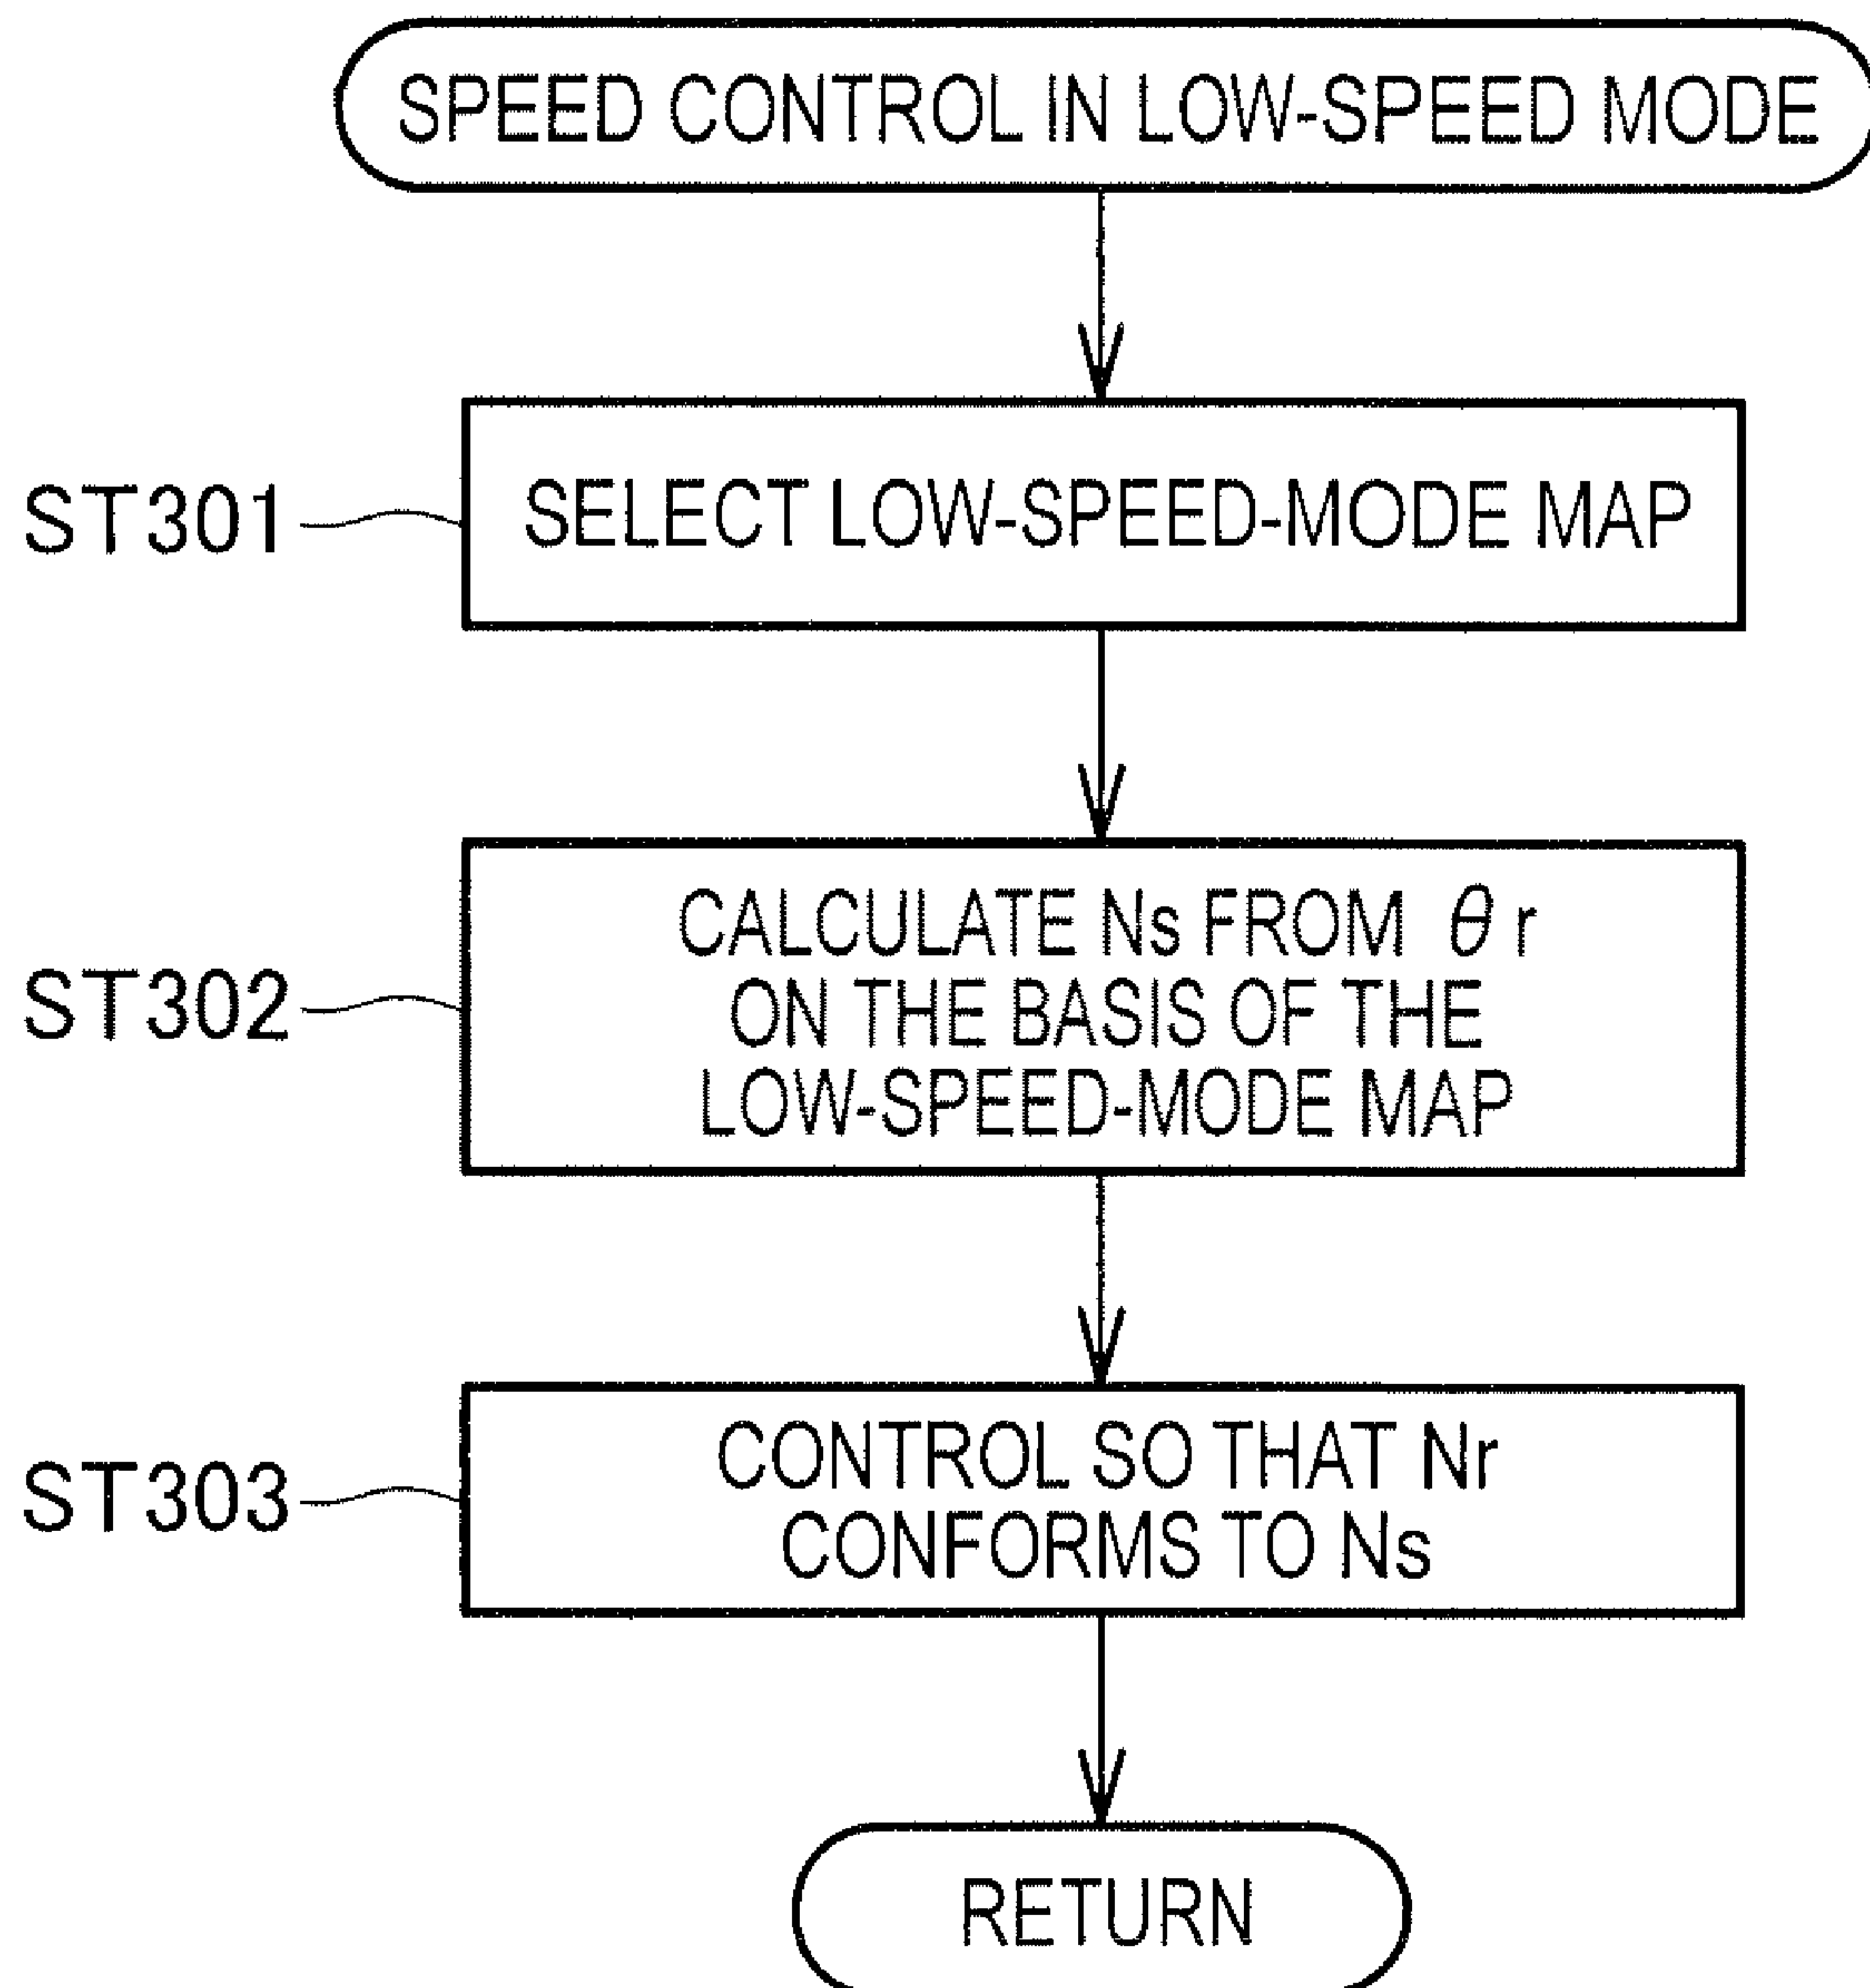 SPEED CONTROL IN LOW-SPEED MODE
ST301
SELECT LOW-SPEED-MODE MAP
ST302
CALCULATE Ns FROM θr
ON THE BASIS OF THE
LOW-SPEED-MODE MAP
ST303
CONTROL SO THAT Nr
CONFORMS TO Ns
RETURN